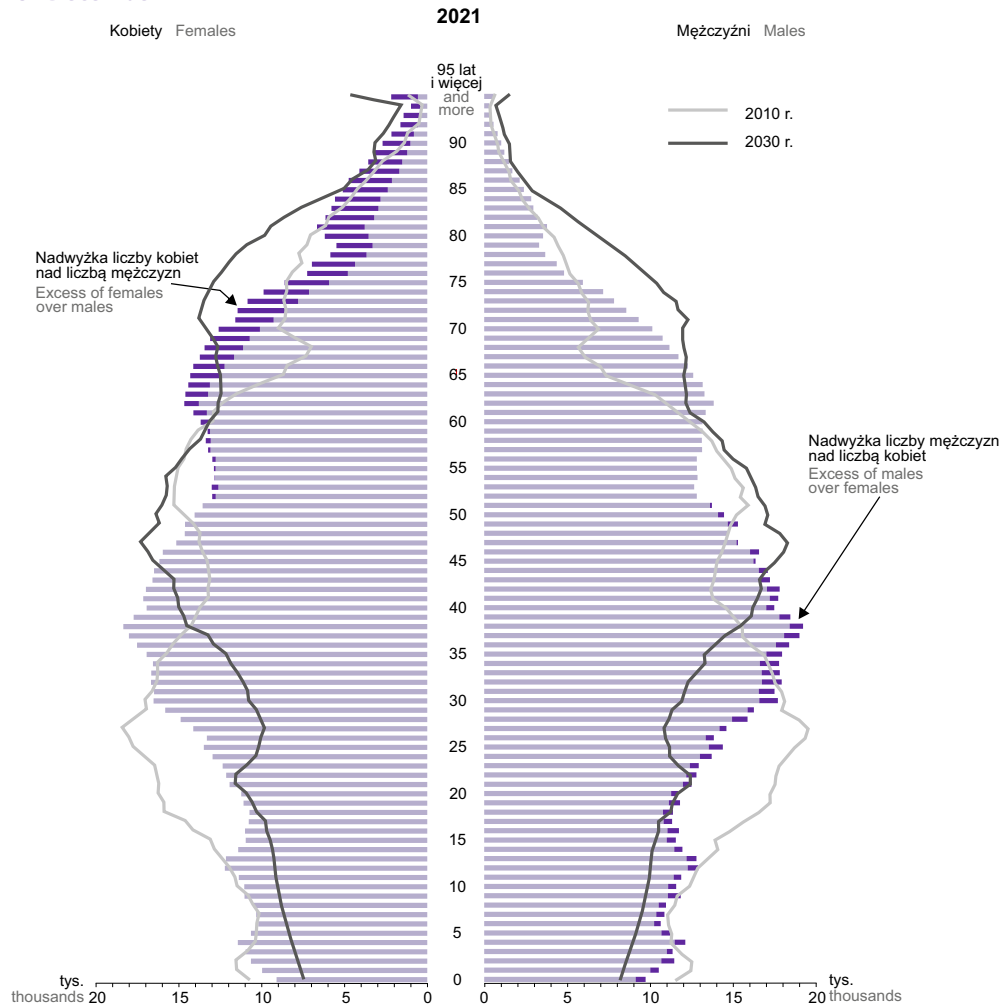 2021
Kobiety Females
Mężczyźni Males
95 lat
i więcej
and
more
2010 r.
2030 r.
90
85
80
75
70
65
60
55
50
45
40
35
30
25
20
15
10
5
0
Nadwyżka liczby kobiet
nad liczbą mężczyzn
Excess of females
over males
Nadwyżka liczby mężczyzn
nad liczbą kobiet
Excess of males
over females
tys.
thousands
20 15 10 5 0
0 5 10 15 20
tys.
thousands